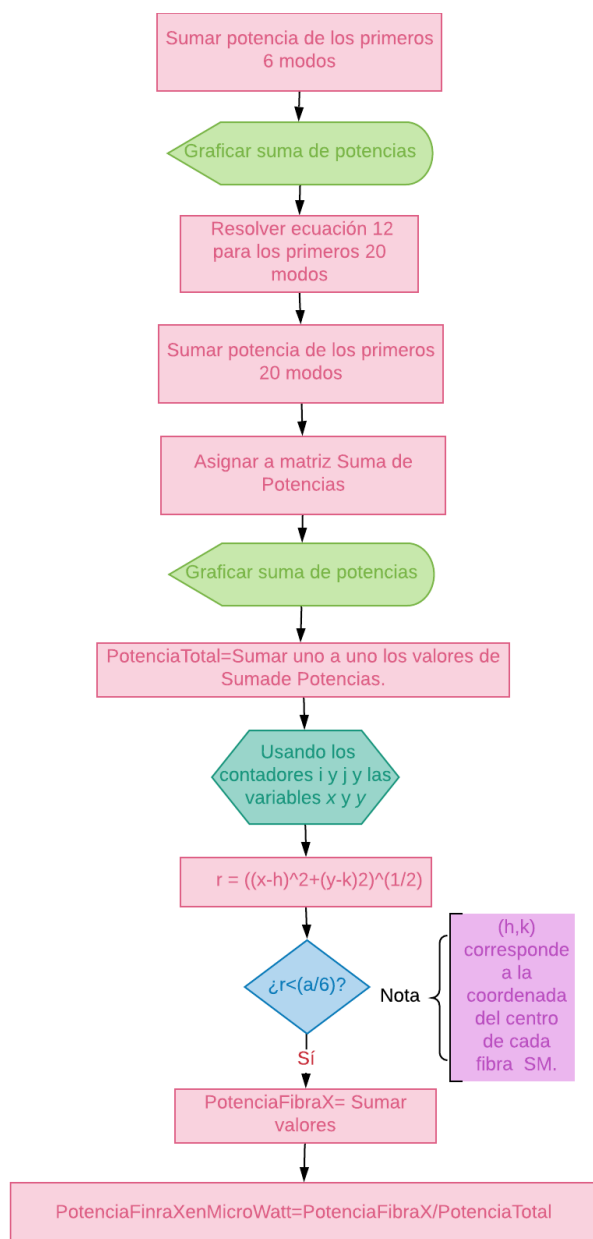 Sumar potencia de los primeros
6 modos
Graficar suma de potencias
Resolver ecuación 12
para los primeros 20
modos
Sumar potencia de los primeros
20 modos
Asignar a matriz Suma de
Potencias
Graficar suma de potencias
PotenciaTotal=Sumar uno a uno los valores de
Sumade Potencias.
Usando los
contadores i y j y las
variables x y y
r = ((x-h)^2+(y-k)2)^(1/2)
¿r<(a/6)?
Nota
(h,k)
corresponde
a la
coordenada
del centro
de cada
fibra SM.
Sí
PotenciaFibraX= Sumar
valores
PotenciaFinraXenMicroWatt=PotenciaFibraX/PotenciaTotal